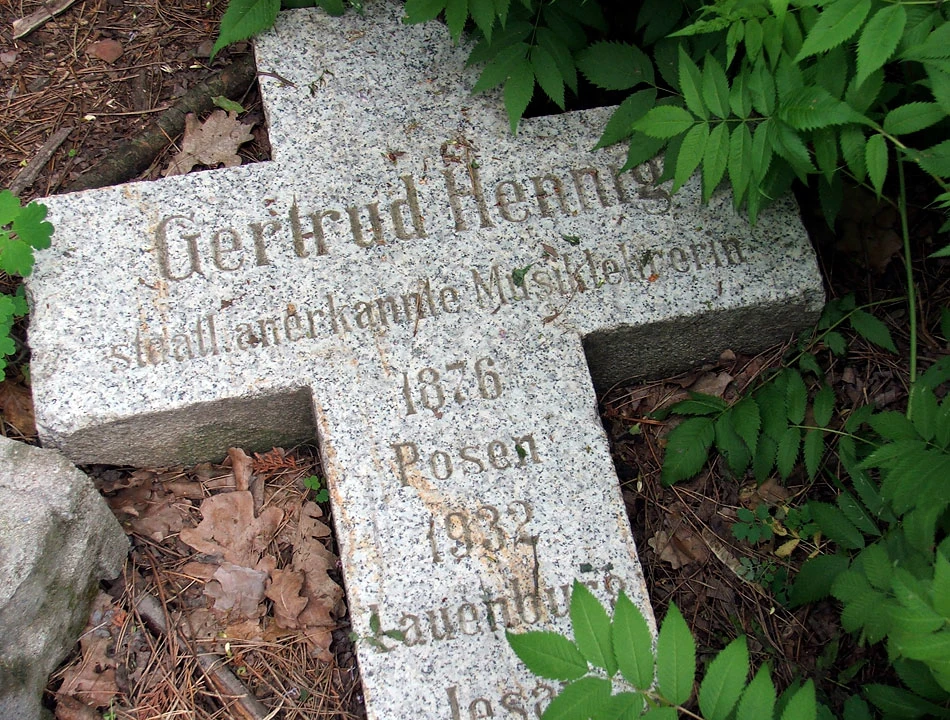 Gertrud Hennig
staatl. anerkannte Musiklehrerin
1876
Posen
1932
Lauenburg